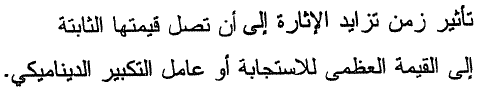 تأثير زمن تزايد الإثارة إلى أن تصل قيمتها الثابتة
إلى القيمة العظمى للاستجابة أو عامل التكبير الديناميكي.